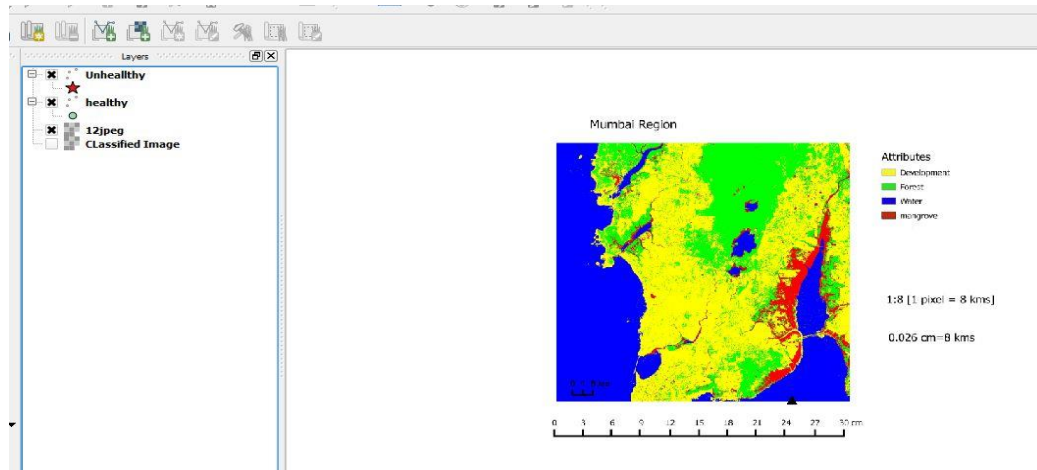 Layers
Unheallthy
healthy
12jpeg
CLassified Image
Mumbai Region
Attributes
Development
Forest
Water
mangrove
1:8 [1 pixel = 8 kms]
0.026 cm=8 kms
0 3 6 9 12 15 18 21 24 27 30 cm